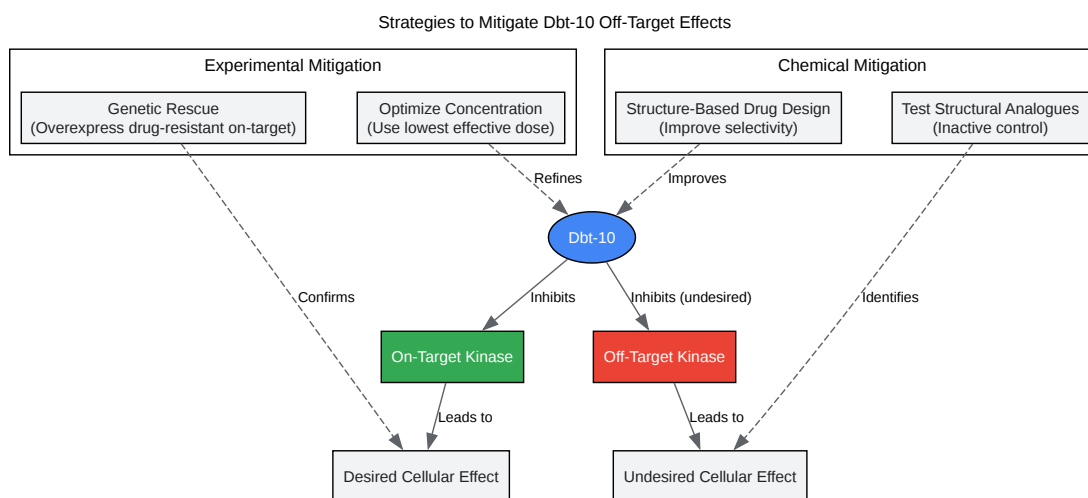 Strategies to Mitigate Dbt-10 Off-Target Effects
Experimental Mitigation
Chemical Mitigation
Genetic Rescue
(Overexpress drug-resistant on-target)
Optimize Concentration
(Use lowest effective dose)
Structure-Based Drug Design
(Improve selectivity)
Test Structural Analogues
(Inactive control)
Refines
Improves
Dbt-10
Confirms
Inhibits
Inhibits (undesired)
Identifies
On-Target Kinase
Off-Target Kinase
Leads to
Leads to
Desired Cellular Effect
Undesired Cellular Effect